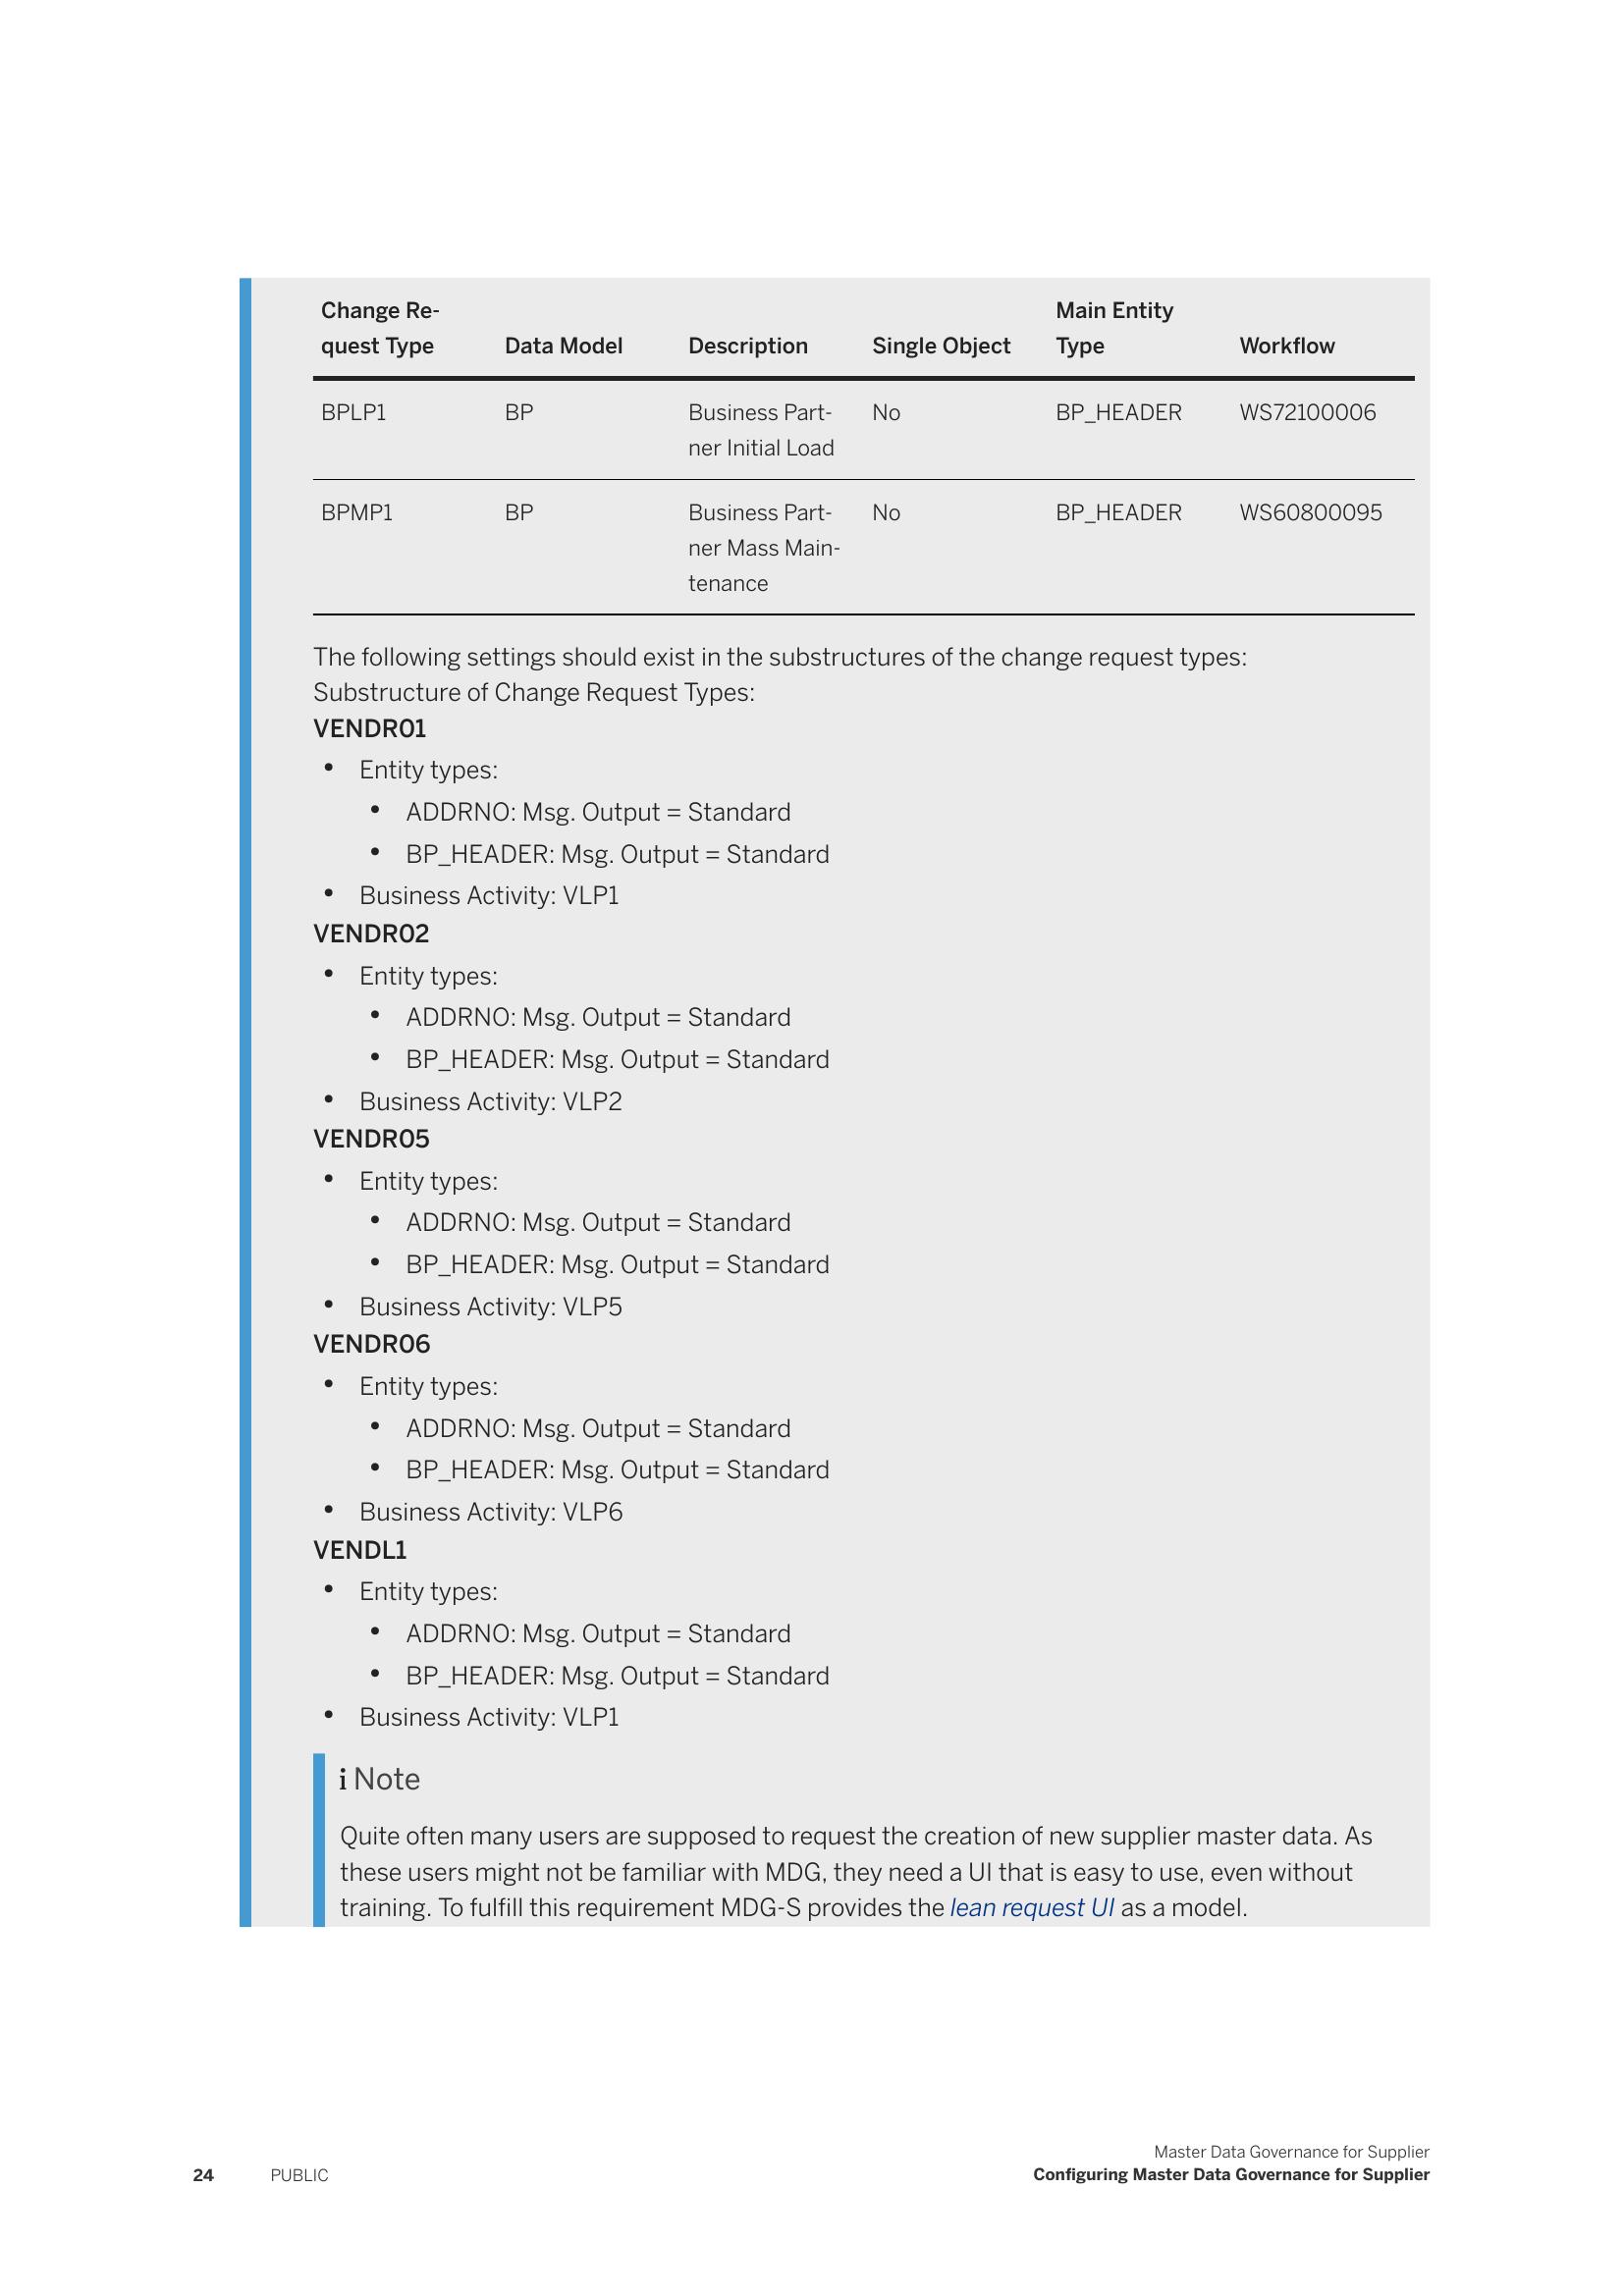 Change Re-
quest Type Data Model Description Single Object Main Entity
Type Workflow
BPLP1 BP Business Part- No BP_HEADER WS72100006
ner Initial Load
BPMP1 BP Business Part- No BP_HEADER WS60800095
ner Mass Main-
tenance
The following settings should exist in the substructures of the change request types:
Substructure of Change Request Types:
VENDR01
• Entity types:
• ADDRNO: Msg. Output = Standard
• BP_HEADER: Msg. Output = Standard
• Business Activity: VLP1
VENDR02
• Entity types:
• ADDRNO: Msg. Output = Standard
• BP_HEADER: Msg. Output = Standard
• Business Activity: VLP2
VENDR05
• Entity types:
• ADDRNO: Msg. Output = Standard
• BP_HEADER: Msg. Output = Standard
• Business Activity: VLP5
VENDR06
• Entity types:
• ADDRNO: Msg. Output = Standard
• BP_HEADER: Msg. Output = Standard
• Business Activity: VLP6
VENDL1
• Entity types:
• ADDRNO: Msg. Output = Standard
• BP_HEADER: Msg. Output = Standard
• Business Activity: VLP1
i Note
Quite often many users are supposed to request the creation of new supplier master data. As
these users might not be familiar with MDG, they need a UI that is easy to use, even without
training. To fulfill this requirement MDG-S provides the lean request UI as a model.
Master Data Governance for Supplier
24 PUBLIC Configuring Master Data Governance for Supplier